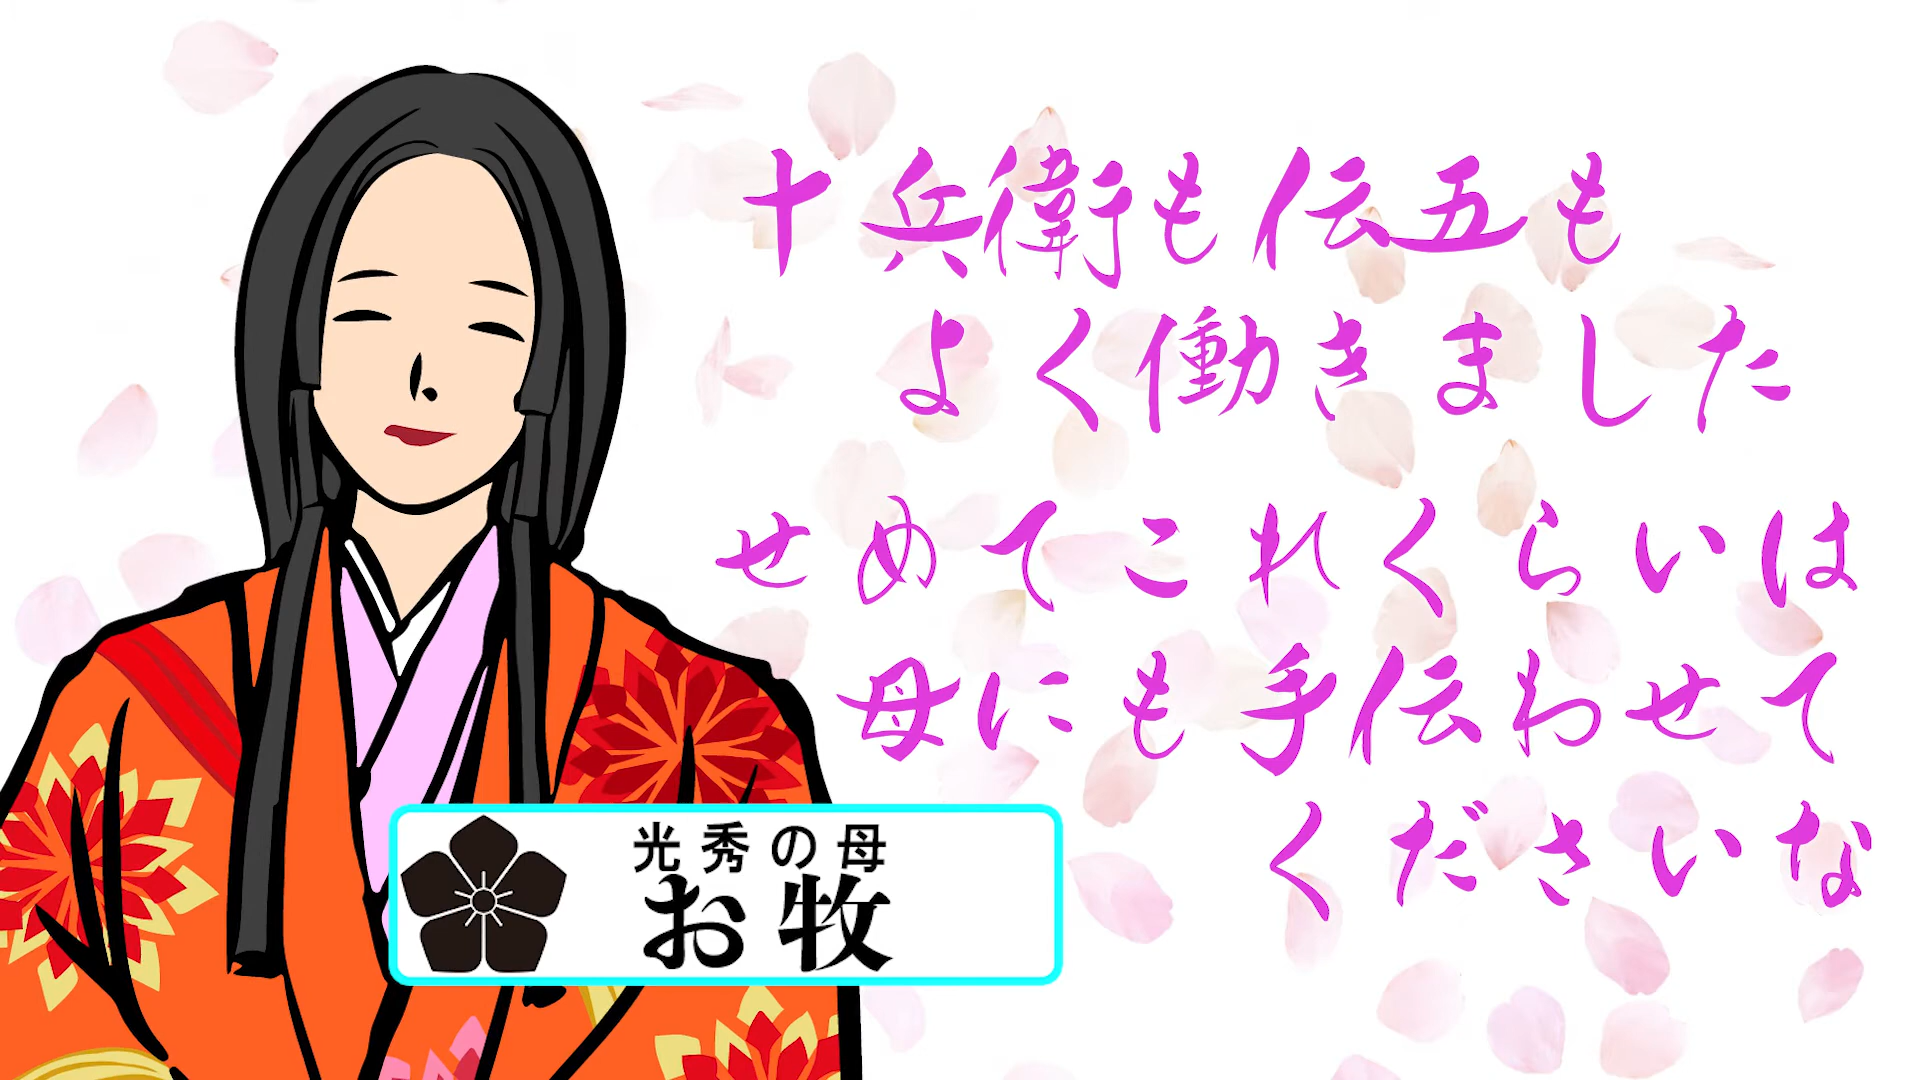 十兵衛も伝五も
よく働きました
せめてこれくらいは
母にも手伝わせて
くださいな
光秀の母
お牧